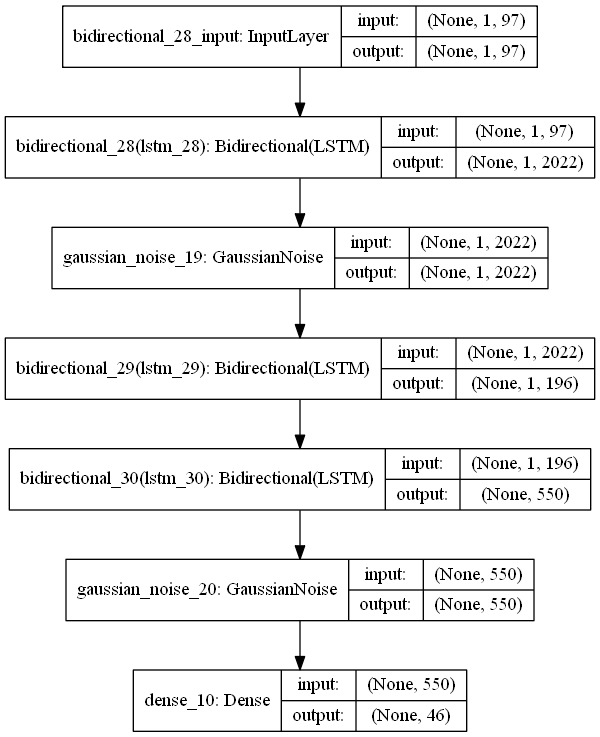 bidirectional_28_input: InputLayer
input:
(None, 1, 97)
output:
(None, 1, 97)
bidirectional_28(lstm_28): Bidirectional(LSTM)
input:
(None, 1, 97)
output:
(None, 1, 2022)
gaussian_noise_19: GaussianNoise
input:
(None, 1, 2022)
output:
(None, 1, 2022)
bidirectional_29(lstm_29): Bidirectional(LSTM)
input:
(None, 1, 2022)
output:
(None, 1, 196)
bidirectional_30(lstm_30): Bidirectional(LSTM)
input:
(None, 1, 196)
output:
(None, 550)
gaussian_noise_20: GaussianNoise
input:
(None, 550)
output:
(None, 550)
dense_10: Dense
input:
(None, 550)
output:
(None, 46)